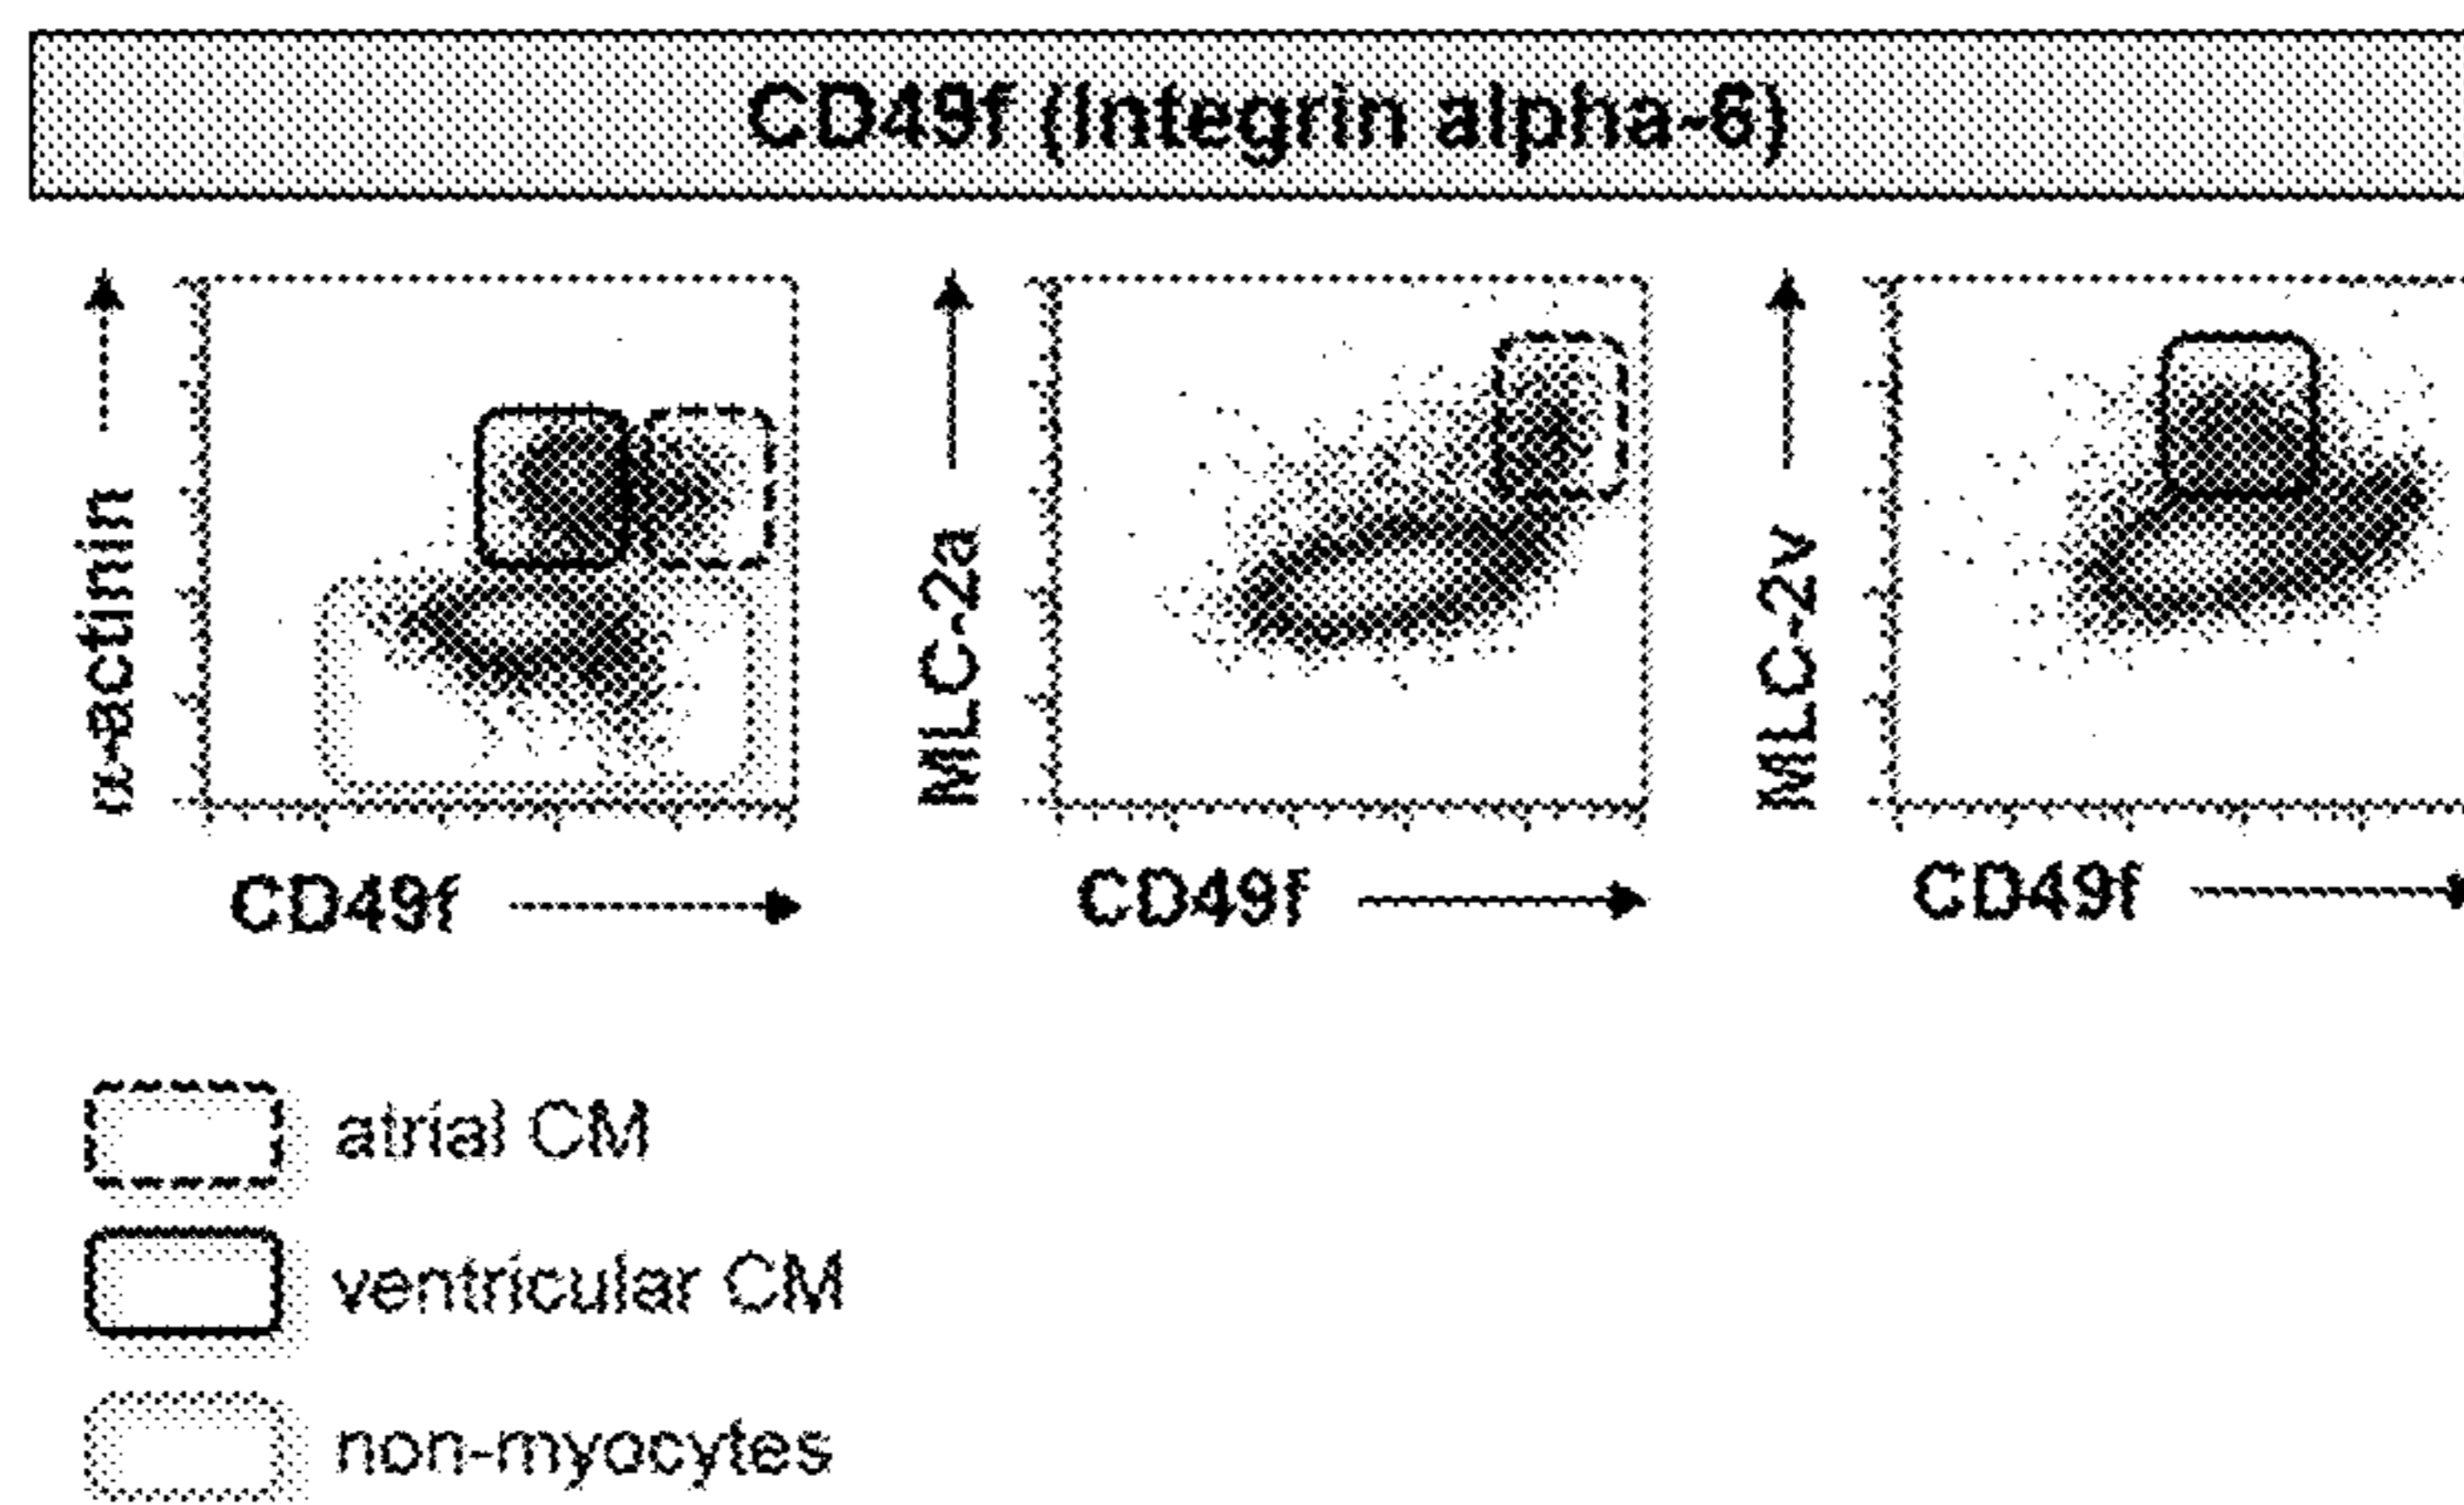 CD49f (Integrin alpha-6)
α-actinin
CD49f
MLC-2a
CD49f
MLC-2v
CD49f
atrial CM
ventricular CM
non-myocytes